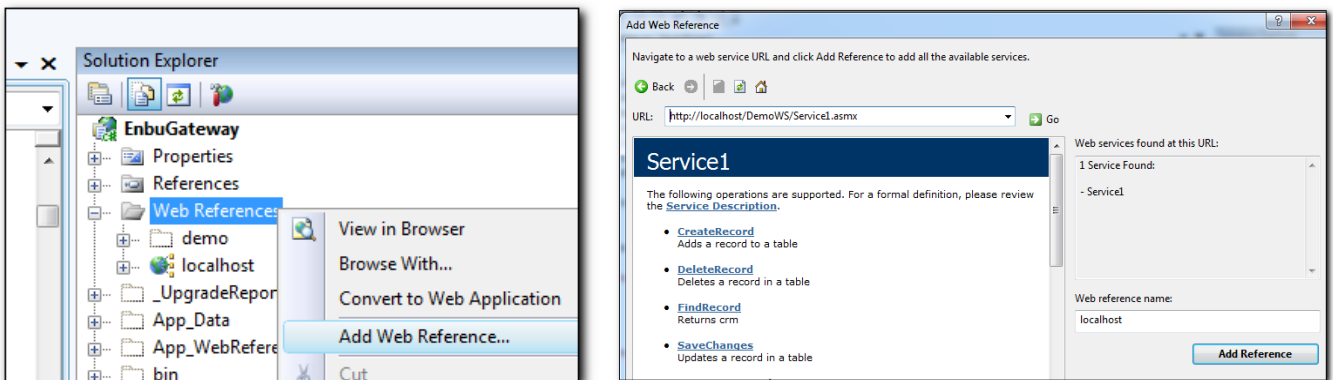 Solution Explorer
EnbuGateway
Properties
References
Web References
demo
localhost
_UpgradeRepor
App_Data
App_WebRefere
bin
View in Browser
Browse With...
Convert to Web Application
Add Web Reference...
Cut
Add Web Reference
Navigate to a web service URL and click Add Reference to add all the available services.
Back
URL: http://localhost/DemoWS/Service1.asmx Go
Service1
The following operations are supported. For a formal definition, please review
the Service Description.
• CreateRecord
Adds a record to a table
• DeleteRecord
Deletes a record in a table
• FindRecord
Returns crm
• SaveChanges
Updates a record in a table
Web services found at this URL:
1 Service Found:
- Service1
Web reference name:
localhost
Add Reference